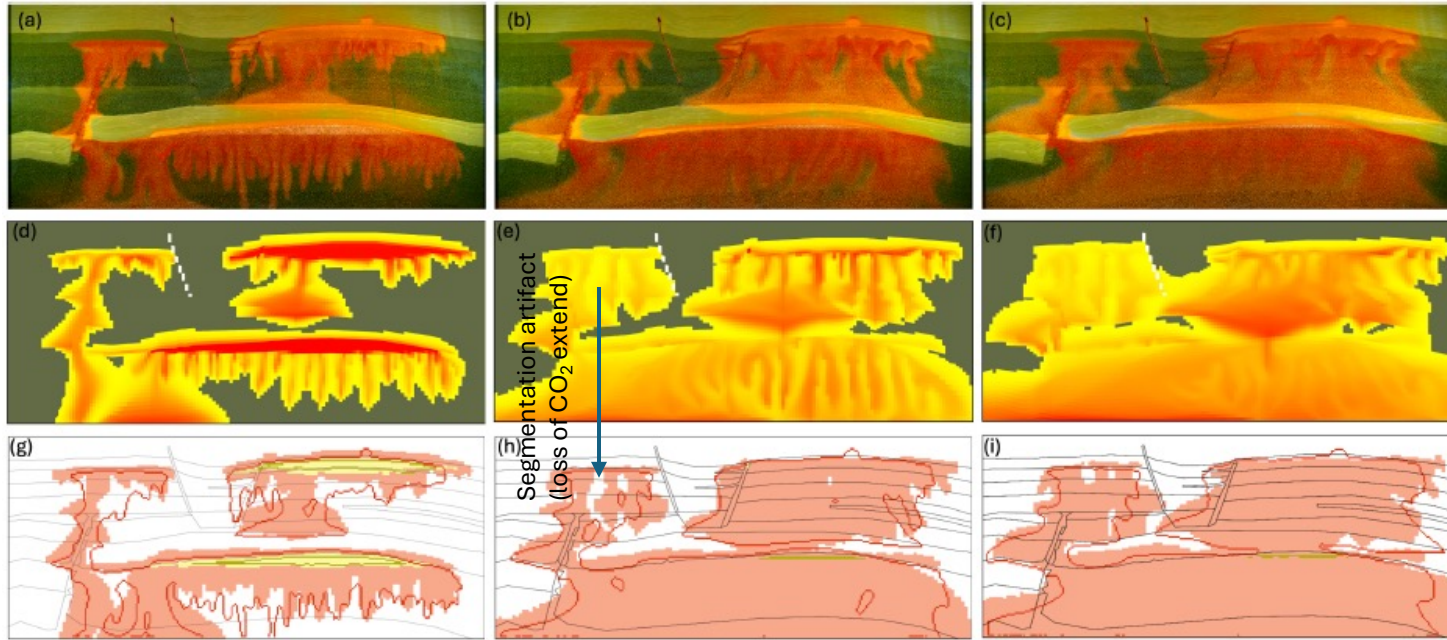 (a)
(b)
(c)
(d)
(e)
(f)
Segmentation artifact
(loss of CO₂ extend)
(g)
(h)
(i)